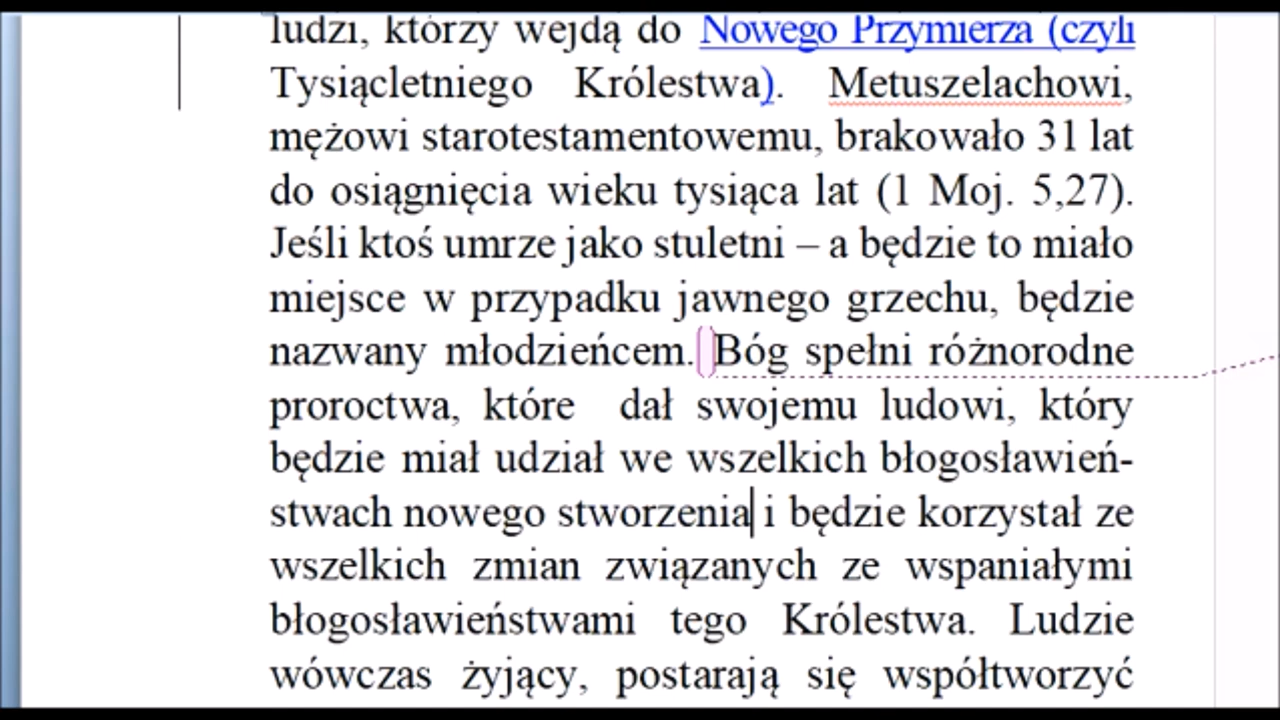 ludzi, którzy wejdą do Nowego Przymierza (czyli
Tysiącletniego Królestwa). Metuszelachowi,
mężowi starotestamentowemu, brakowało 31 lat
do osiągnięcia wieku tysiąca lat (1 Moj. 5,27).
Jeśli ktoś umrze jako stuletni – a będzie to miało
miejsce w przypadku jawnego grzechu, będzie
nazwany młodzieńcem. Bóg spełni różnorodne
proroctwa, które dał swojemu ludowi, który
będzie miał udział we wszelkich błogosławień-
stwach nowego stworzenia i będzie korzystał ze
wszelkich zmian związanych ze wspaniałymi
błogosławieństwami tego Królestwa. Ludzie
wówczas żyjący, postarają się współtworzyć